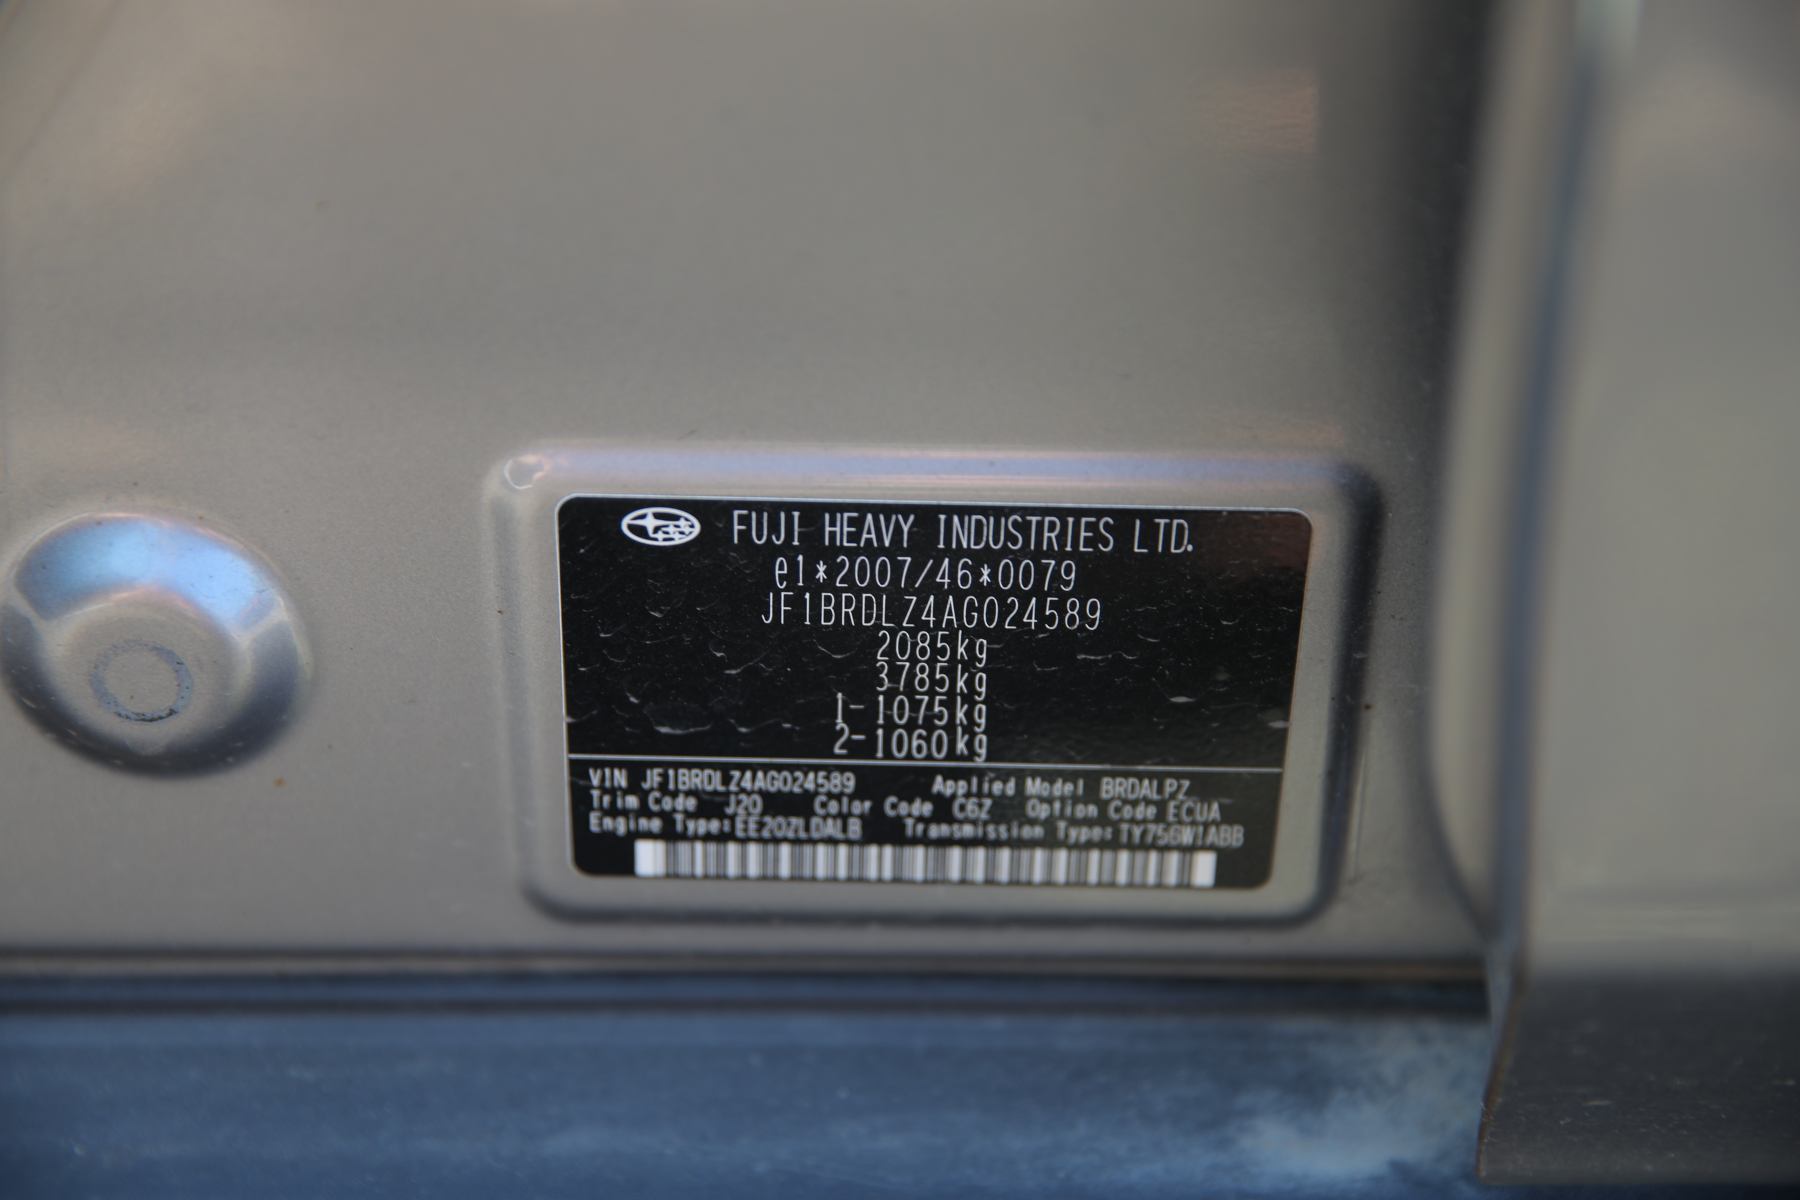 FUJI HEAVY INDUSTRIES LTD.
e1*2007/46*0079
JF1BRDLZ4AG024589
2085kg
3785kg
1-1075kg
2-1060kg
VIN JF1BRDLZ4AG024589 Applied Model BRDALPZ
Trim Code J20 Color Code C6Z Option Code ECUA
Engine Type:EE20ZLDALB Transmission Type:TY756W1ABB